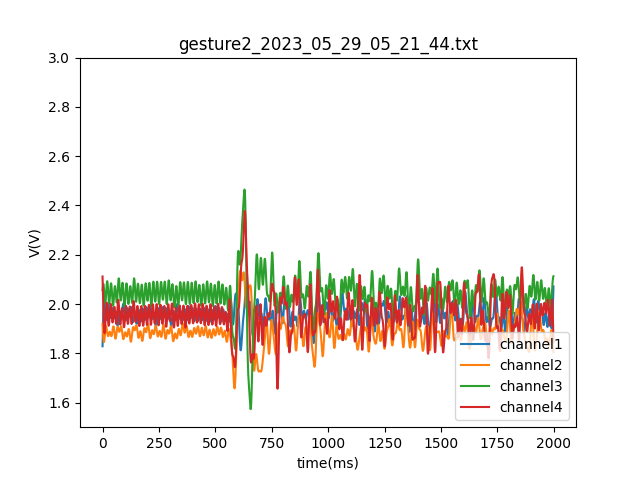 gesture2_2023_05_29_05_21_44.txt
3.0
2.8
2.6
2.4
2.2
2.0
1.8
1.6
V(V)
channel1
channel2
channel3
channel4
0 250 500 750 1000 1250 1500 1750 2000
time(ms)